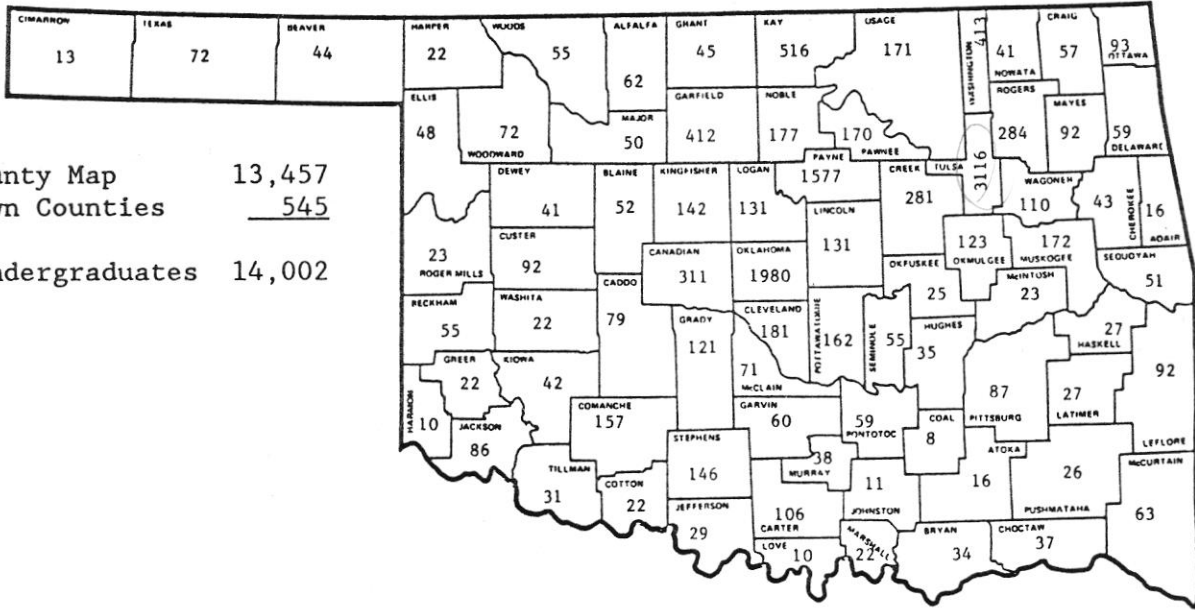 CIMARRON TEXAS BEAVER HARPER WOODS ALFALFA GRANT KAY USAGE CRAIG
13 72 44 22 55 62 45 516 171 413 41 57 93
WASHINGTON NOWATA OTTAWA
ELLIS MAJOR GARFIELD NOBLE ROGERS MAYES
48 72 50 412 177 170 284 92 59
WOODWARD PAWNEE DELAWARE
unty Map 13,457
wn Counties 545
ndergraduates 14,002
DEWEY BLAINE KINGFISHER LOGAN PAYNE CREEK TULSA WAGONEH CHEROKEE
41 52 142 131 1577 281 3116 110 43 16
ADAIR
LINCOLN
131
23 CUSTER CANADIAN OKLAHOMA 123 172 SEQUOYAH
ROGER MILLS 92 311 1980 OKFUSKEE OKMULGEE MUSKOGEE 51
25 McINTOSH 23
BECKHAM WASHITA CADDO GRADY CLEVELAND POTTAWATOMIE SEMINOLE HUGHES
55 22 79 121 181 162 55 35 27
HASKELL
GREER KIOWA 71 92
22 42 McCLAIN 87 27
HARMON 10 COMANCHE GARVIN 59 COAL PITTSBURG LATIMER
JACKSON 157 60 PONTOTOC 8 LEFLORE
86 STEPHENS 38 ATOKA McCURTAIN
TILLMAN 146 MURRAY 11 16 26
31 COTTON 22 JEFFERSON 106 JOHNSTON PUSHMATAHA 63
29 CARTER MARSHALL BRYAN CHOCTAW
LOVE 10 22 34 37